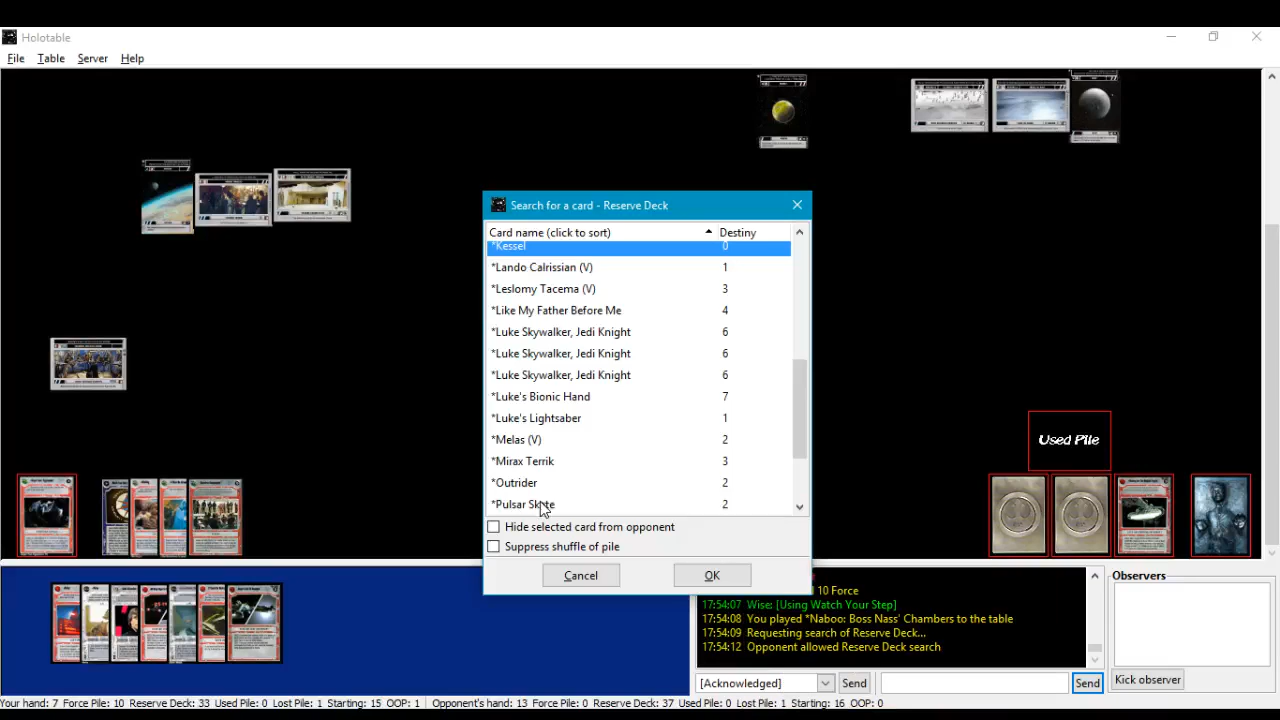 Holotable
File Table Server Help
Search for a card - Reserve Deck
Card name (click to sort) Destiny
*Kessel 0
*Lando Calrissian (V) 1
*Leslomy Tacema (V) 3
*Like My Father Before Me 4
*Luke Skywalker, Jedi Knight 6
*Luke Skywalker, Jedi Knight 6
*Luke Skywalker, Jedi Knight 6
*Luke's Bionic Hand 7
*Luke's Lightsaber 1
*Melas (V) 2
*Mirax Terrik 3
*Outrider 2
*Pulsar Skate 2
Hide selected card from opponent
Suppress shuffle of pile
Cancel OK
Used Pile
10 Force
17:54:07 Wise: [Using Watch Your Step]
17:54:08 You played *Naboo: Boss Nass' Chambers to the table
17:54:09 Requesting search of Reserve Deck...
17:54:12 Opponent allowed Reserve Deck search
[Acknowledged] Send Send
Observers
Kick observer
Your hand: 7 Force Pile: 10 Reserve Deck: 33 Used Pile: 0 Lost Pile: 1 Starting: 15 OOP: 1 Opponent's hand: 13 Force Pile: 0 Reserve Deck: 37 Used Pile: 0 Lost Pile: 1 Starting: 16 OOP: 0